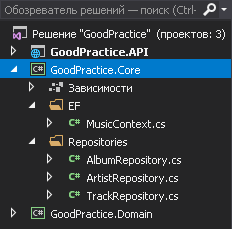 Обозреватель решений — поиск (Ctrl-
Решение "GoodPractice" (проектов: 3)
GoodPractice.API
GoodPractice.Core
Зависимости
EF
MusicContext.cs
Repositories
AlbumRepository.cs
ArtistRepository.cs
TrackRepository.cs
GoodPractice.Domain